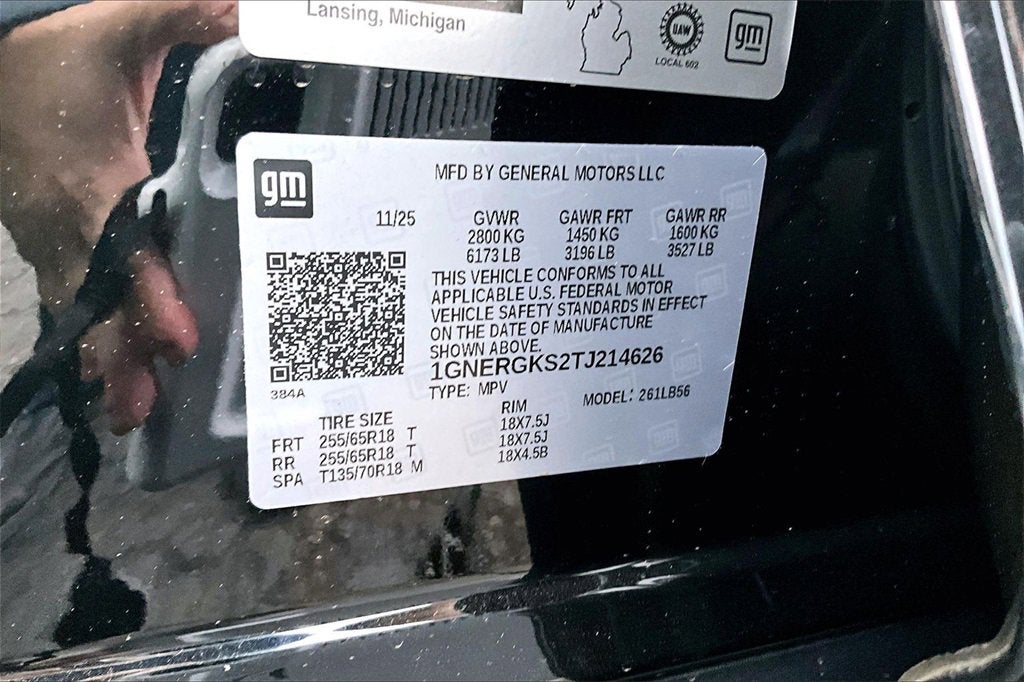 Lansing, Michigan
UAW
LOCAL 602
gm
gm
MFD BY GENERAL MOTORS LLC
11/25 GVWR GAWR FRT GAWR RR
2800 KG 1450 KG 1600 KG
6173 LB 3196 LB 3527 LB
THIS VEHICLE CONFORMS TO ALL
APPLICABLE U.S. FEDERAL MOTOR
VEHICLE SAFETY STANDARDS IN EFFECT
ON THE DATE OF MANUFACTURE
SHOWN ABOVE.
1GNERGKS2TJ214626
384A
TYPE: MPV MODEL: 261LB56
TIRE SIZE RIM
FRT 255/65R18 T 18X7.5J
RR 255/65R18 T 18X7.5J
SPA T135/70R18 M 18X4.5B